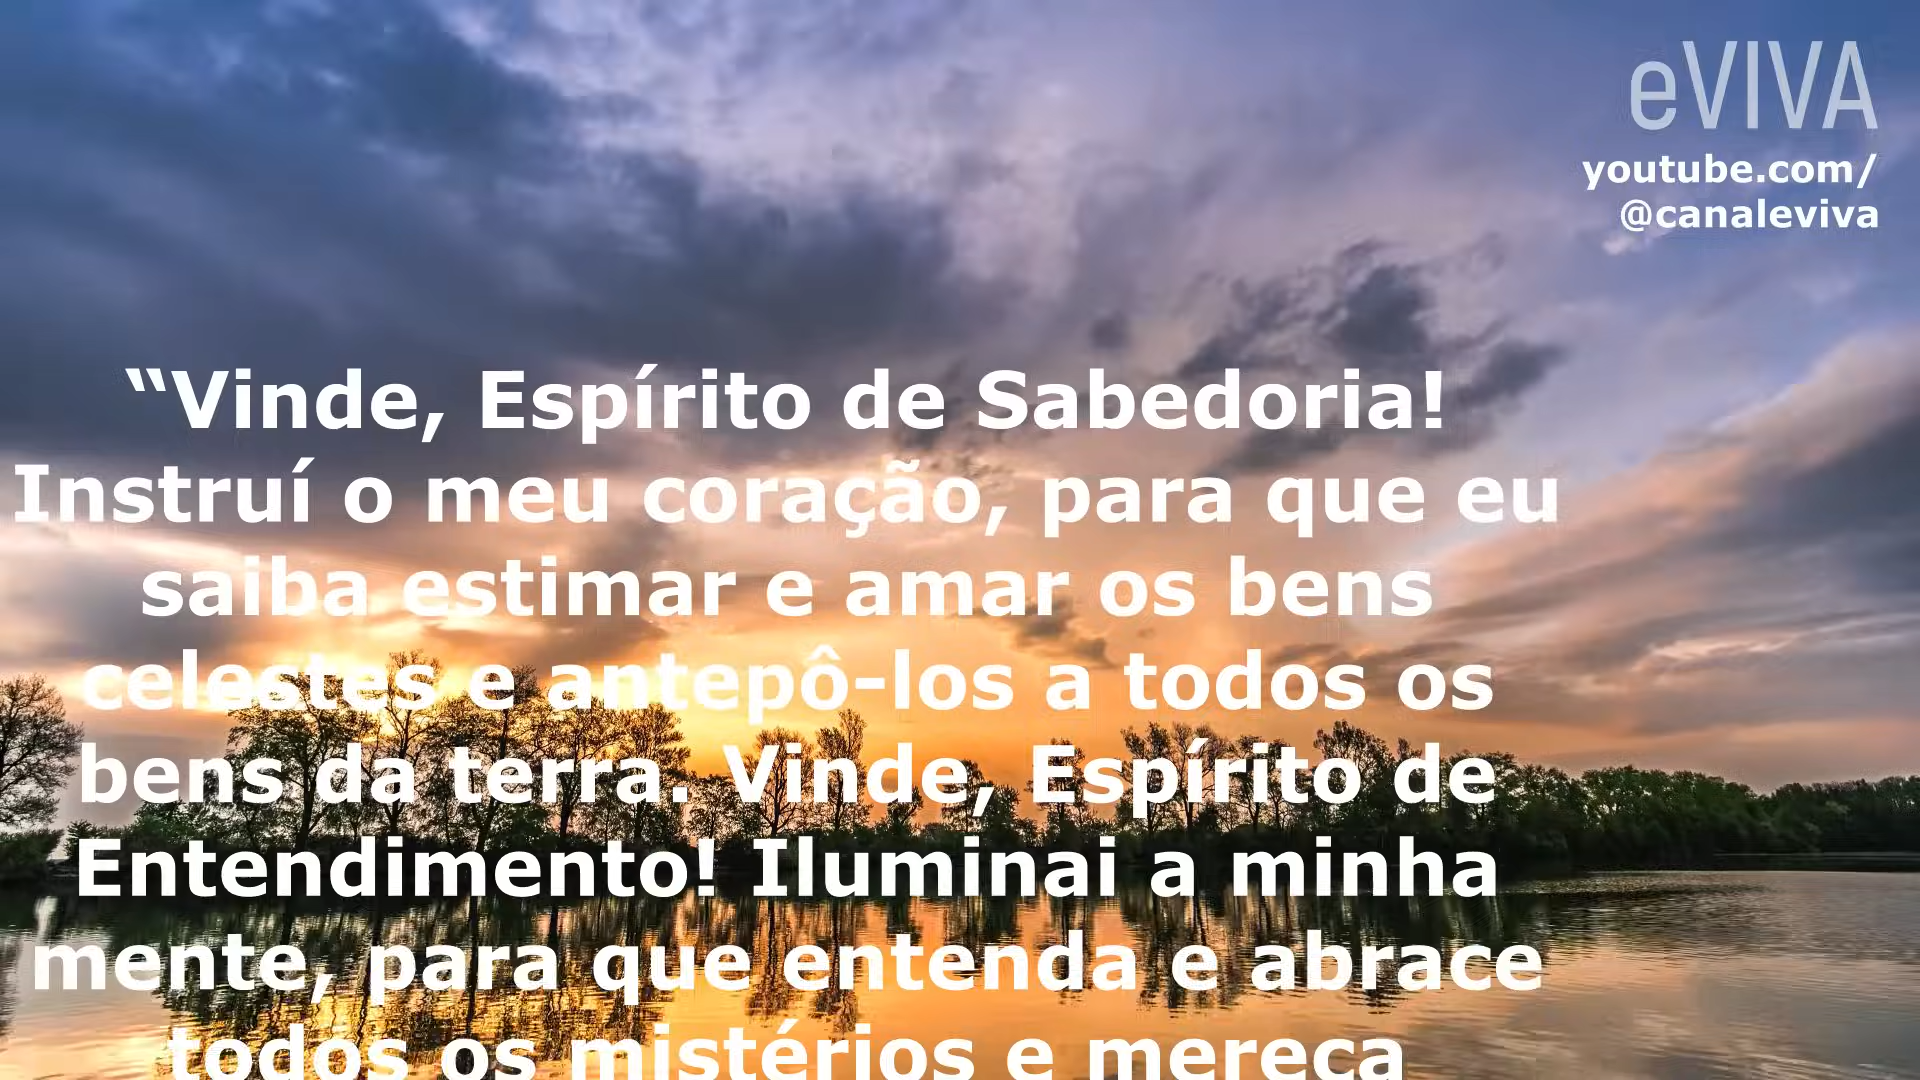 eVIVA
youtube.com/
@canaleviva
“Vinde, Espírito de Sabedoria!
Instruí o meu coração, para que eu
saiba estimar e amar os bens
celestes e antepô-los a todos os
bens da terra. Vinde, Espírito de
Entendimento! Iluminai a minha
mente, para que entenda e abrace
todos os mistérios e mereça